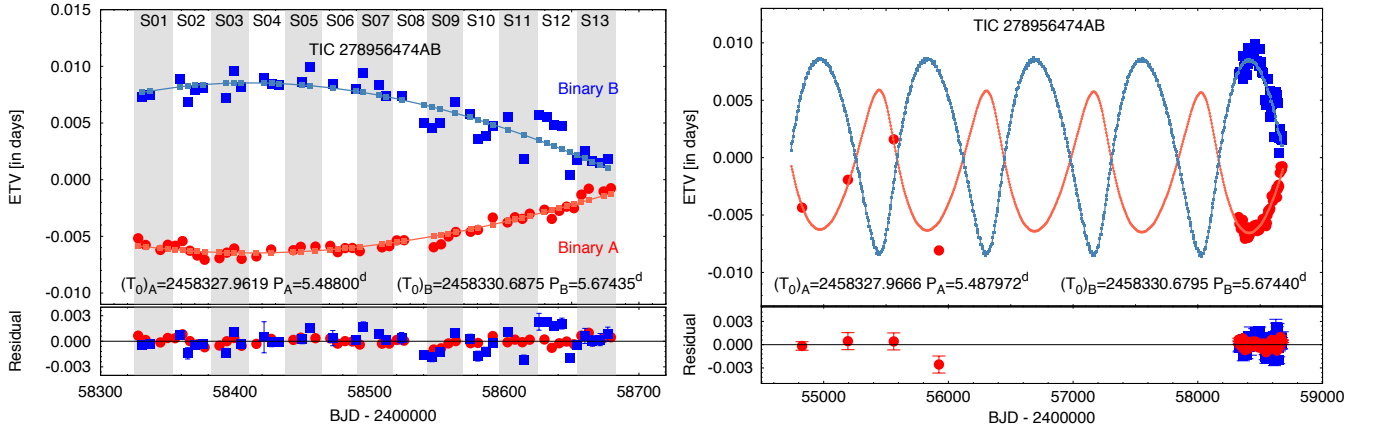 S01 S02 S03 S04 S05 S06 S07 S08 S09 S10 S11 S12 S13
TIC 278956474AB
ETV [in days]
0.015
0.010
0.005
0.000
-0.005
-0.010
Binary B
Binary A
(T₀)A=2458327.9619 PA=5.48800ᵈ (T₀)B=2458330.6875 PB=5.67435ᵈ
Residual
0.003
0.000
-0.003
58300 58400 58500 58600 58700
BJD - 2400000
TIC 278956474AB
ETV [in days]
0.010
0.005
0.000
-0.005
-0.010
(T₀)A=2458327.9666 PA=5.487972ᵈ (T₀)B=2458330.6795 PB=5.67440ᵈ
Residual
0.003
0.000
-0.003
55000 56000 57000 58000 59000
BJD - 2400000